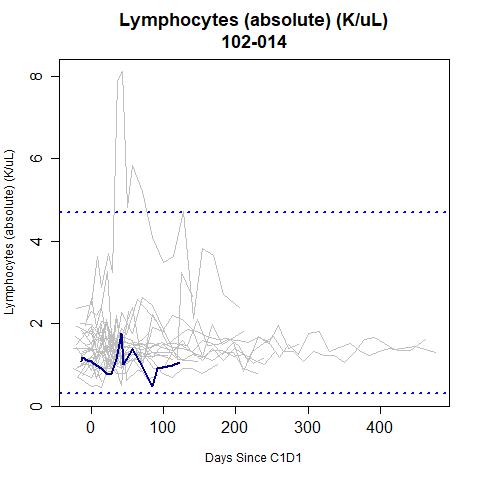 Lymphocytes (absolute) (K/uL)
102-014
Lymphocytes (absolute) (K/uL)
8
6
4
2
0
0 100 200 300 400
Days Since C1D1